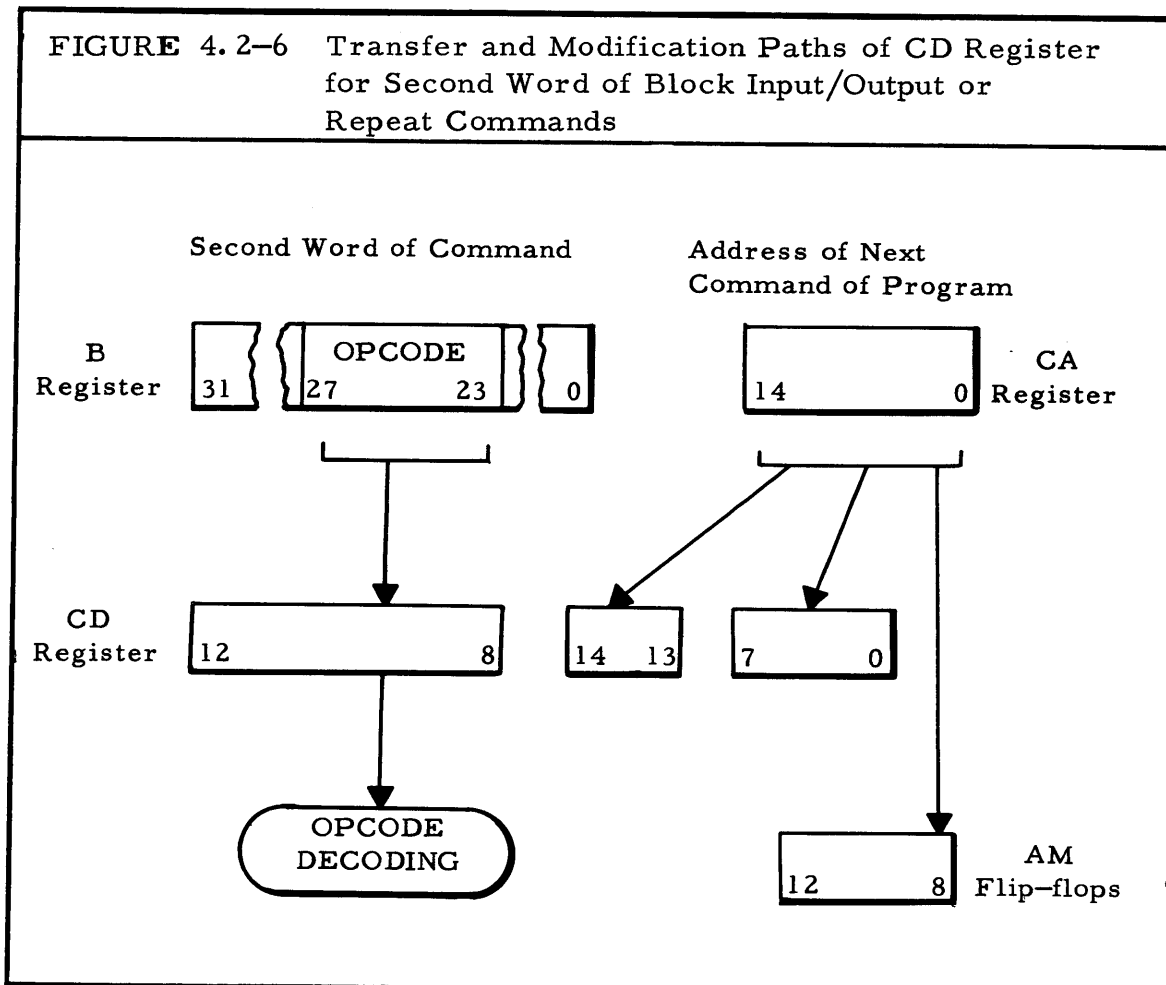 FIGURE 4.2-6 Transfer and Modification Paths of CD Register
for Second Word of Block Input/Output or
Repeat Commands
Second Word of Command
Address of Next
Command of Program
B
Register
31
OPCODE
27 23
0
14 0
CA
Register
CD
Register
12 8
14 13
7 0
OPCODE
DECODING
12 8
AM
Flip-flops